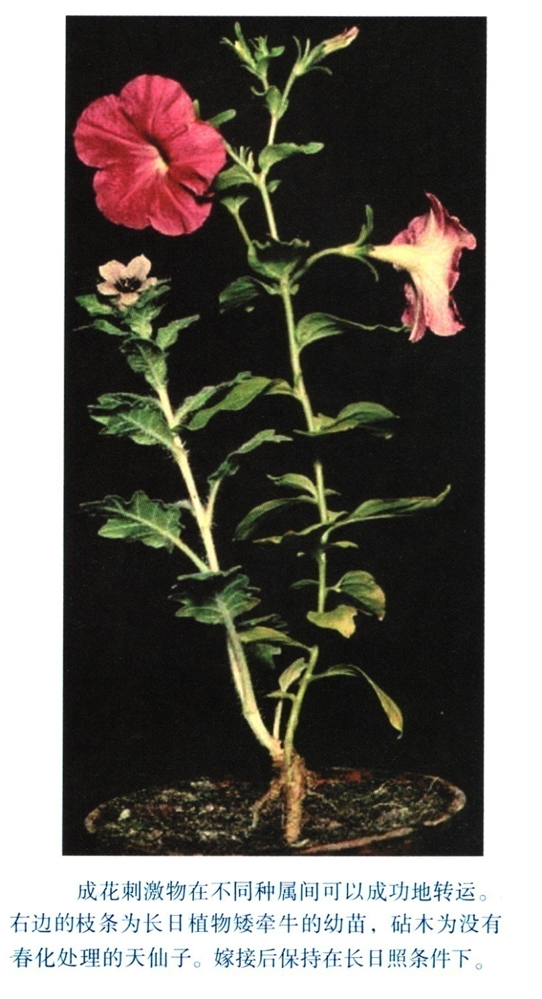 成花刺激物在不同种属间可以成功地转运。
右边的枝条为长日植物矮牵牛的幼苗，砧木为没有
春化处理的天仙子。嫁接后保持在长日照条件下。